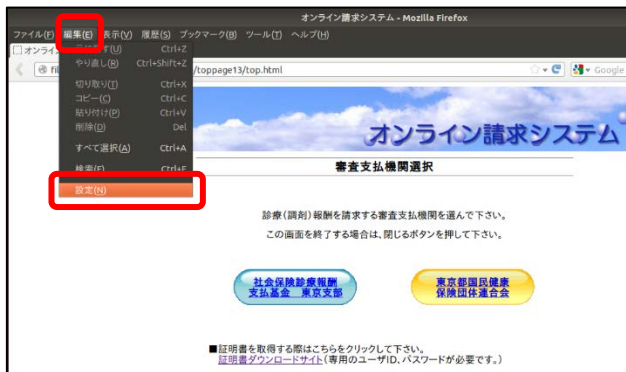 オンライン請求システム - Mozilla Firefox
ファイル(F) 編集(E) 表示(V) 履歴(S) ブックマーク(B) ツール(T) ヘルプ(H)
オンライ
(U) Ctrl+Z
やり直し(R) Ctrl+Shift+Z
fil /toppage13/top.html Google
切り取り(T) Ctrl+X
コピー(C) Ctrl+C
貼り付け(P) Ctrl+V
削除(D) Del
すべて選択(A) Ctrl+A
検索(F) Ctrl+F
設定(N)
オンライン請求システム
審査支払機関選択
診療（調剤）報酬を請求する審査支払機関を選んで下さい。
この画面を終了する場合は、閉じるボタンを押して下さい。
社会保険診療報酬
支払基金 東京支部
東京都国民健康
保険団体連合会
■証明書を取得する際はこちらをクリックして下さい。
証明書ダウンロードサイト（専用のユーザID、パスワードが必要です。）